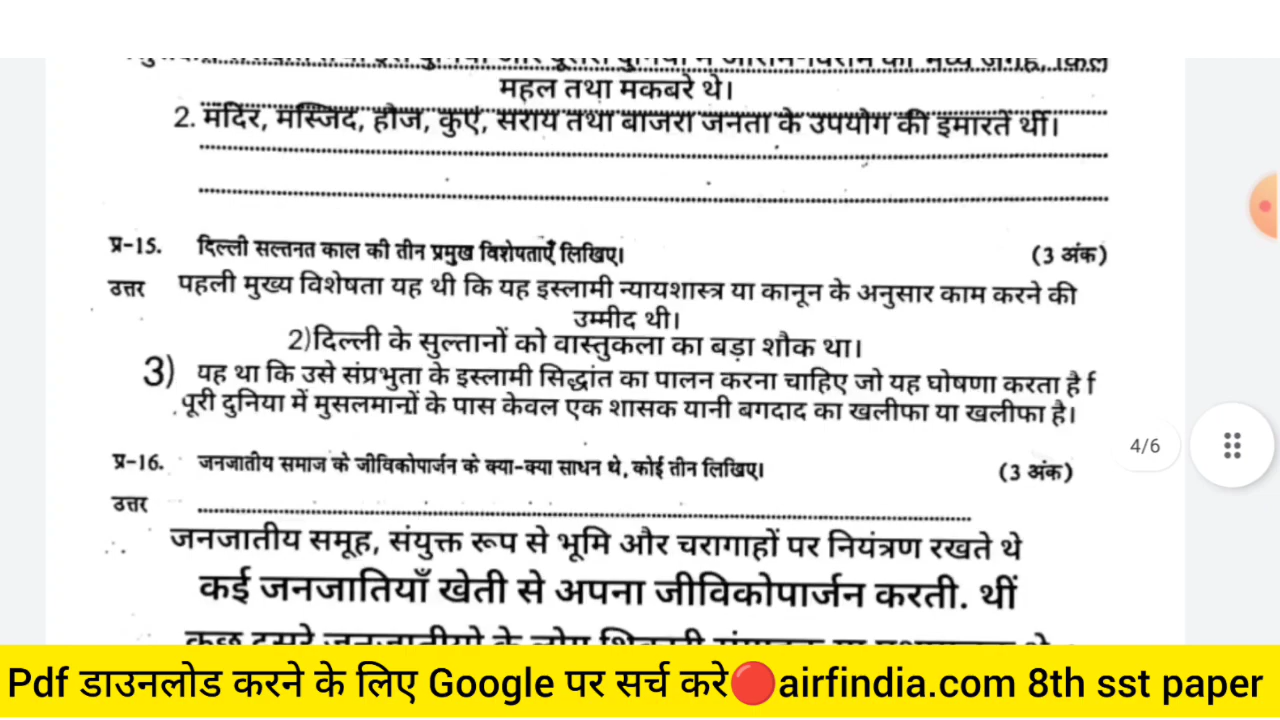 महल तथा मकबरे थे।
2. मंदिर, मस्जिद, हौज, कुएं, सराय तथा बाजरा जनता के उपयोग की इमारतें थीं।
प्र-15. दिल्ली सल्तनत काल की तीन प्रमुख विशेषताएँ लिखिए। (3 अंक)
उत्तर पहली मुख्य विशेषता यह थी कि यह इस्लामी न्यायशास्त्र या कानून के अनुसार काम करने की
उम्मीद थी।
2)दिल्ली के सुल्तानों को वास्तुकला का बड़ा शौक था।
3) यह था कि उसे संप्रभुता के इस्लामी सिद्धांत का पालन करना चाहिए जो यह घोषणा करता है f
पूरी दुनिया में मुसलमानों के पास केवल एक शासक यानी बगदाद का खलीफा या खलीफा है।
4/6
प्र-16. जनजातीय समाज के जीविकोपार्जन के क्या-क्या साधन थे, कोई तीन लिखिए। (3 अंक)
उत्तर
जनजातीय समूह, संयुक्त रूप से भूमि और चरागाहों पर नियंत्रण रखते थे
कई जनजातियाँ खेती से अपना जीविकोपार्जन करती. थीं
Pdf डाउनलोड करने के लिए Google पर सर्च करे🔴airfindia.com 8th sst paper